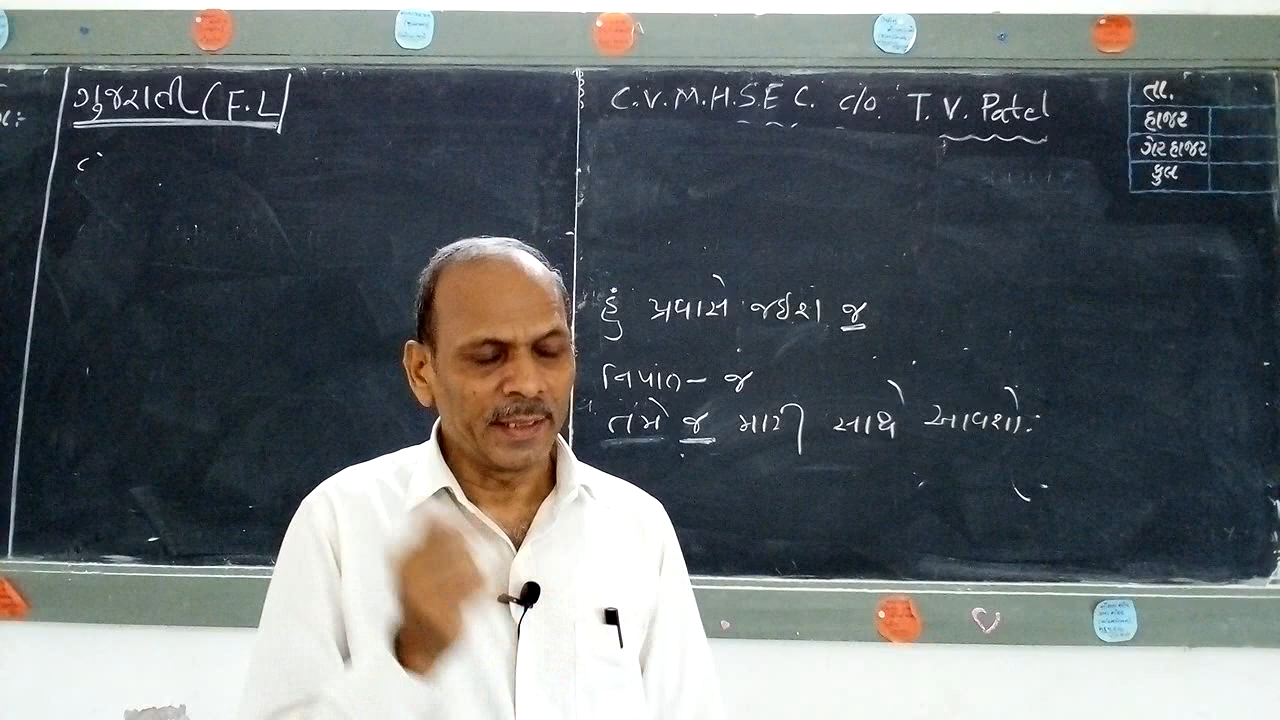 ગુજરાતી (F.L)
C.V.M.H.S.E C. c/o. T. V. Patel
તા.
હાજર
ગેરહાજર
કુલ
હું પ્રવાસે જઈશ જ
નિપાત - જ
તમે જ મારી સાથે આવશો.